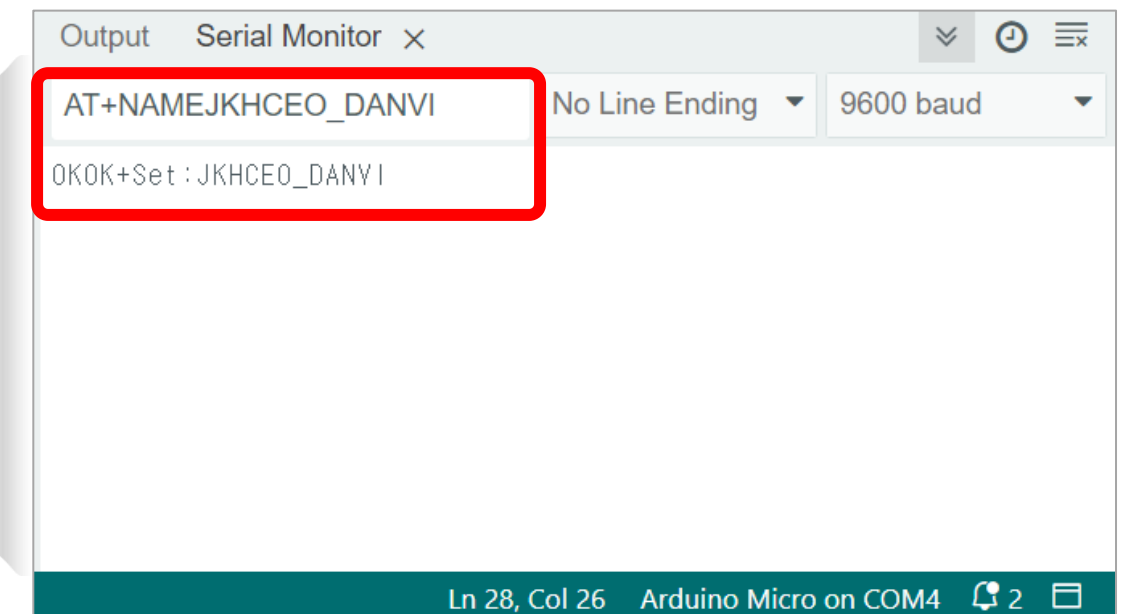 Output Serial Monitor
AT+NAMEJKHCEO_DANVI No Line Ending 9600 baud
OKOK+Set:JKHCEO_DANVI
Ln 28, Col 26 Arduino Micro on COM4 2